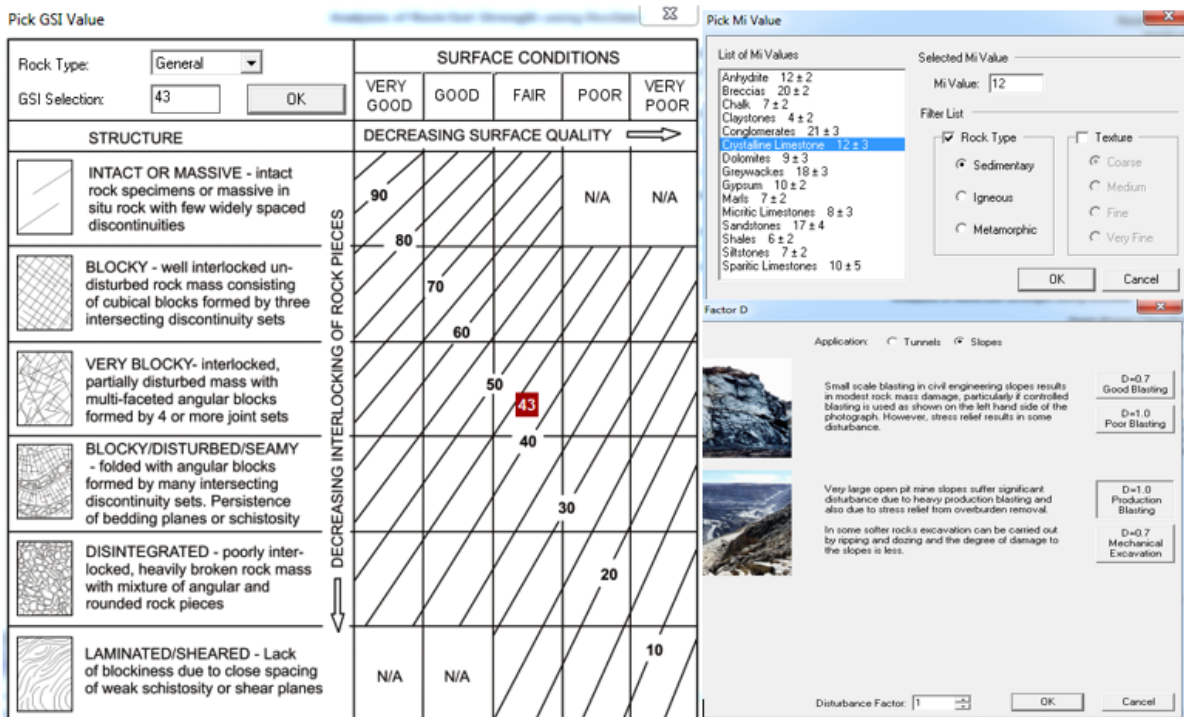 Pick GSI Value
Rock Type:
General
GSI Selection:
43
OK
SURFACE CONDITIONS
VERY GOOD
GOOD
FAIR
POOR
VERY POOR
STRUCTURE
DECREASING SURFACE QUALITY
INTACT OR MASSIVE - intact
rock specimens or massive in
situ rock with few widely spaced
discontinuities
BLOCKY - well interlocked un-
disturbed rock mass consisting
of cubical blocks formed by three
intersecting discontinuity sets
VERY BLOCKY- interlocked,
partially disturbed mass with
multi-faceted angular blocks
formed by 4 or more joint sets
BLOCKY/DISTURBED/SEAMY
- folded with angular blocks
formed by many intersecting
discontinuity sets. Persistence
of bedding planes or schistosity
DISINTEGRATED - poorly inter-
locked, heavily broken rock mass
with mixture of angular and
rounded rock pieces
LAMINATED/SHEARED - Lack
of blockiness due to close spacing
of weak schistosity or shear planes
DECREASING INTERLOCKING OF ROCK PIECES
90
N/A
N/A
80
70
60
50
43
40
30
20
10
N/A
N/A
Pick Mi Value
List of Mi Values
Anhydrite 12 ± 2
Breccias 20 ± 2
Chalk 7 ± 2
Claystones 4 ± 2
Conglomerates 21 ± 3
Crystalline Limestone 12 ± 3
Dolomites 9 ± 3
Greywackes 18 ± 3
Gypsum 10 ± 2
Marls 7 ± 2
Micritic Limestones 8 ± 3
Sandstones 17 ± 4
Shales 6 ± 2
Siltstones 7 ± 2
Sparitic Limestones 10 ± 5
Selected Mi Value
Mi Value: 12
Filter List
Rock Type
Sedimentary
Igneous
Metamorphic
Texture
Coarse
Medium
Fine
Very Fine
OK
Cancel
Factor D
Application:
Tunnels
Slopes
Small scale blasting in civil engineering slopes results
in modest rock mass damage, particularly if controlled
blasting is used as shown on the left hand side of the
photograph. However, stress relief results in some
disturbance.
D=0.7
Good Blasting
D=1.0
Poor Blasting
Very large open pit mine slopes suffer significant
disturbance due to heavy production blasting and
also due to stress relief from overburden removal.
In some softer rocks excavation can be carried out
by ripping and dozing and the degree of damage to
the slopes is less.
D=1.0
Production
Blasting
D=0.7
Mechanical
Excavation
Disturbance Factor: 1
OK
Cancel